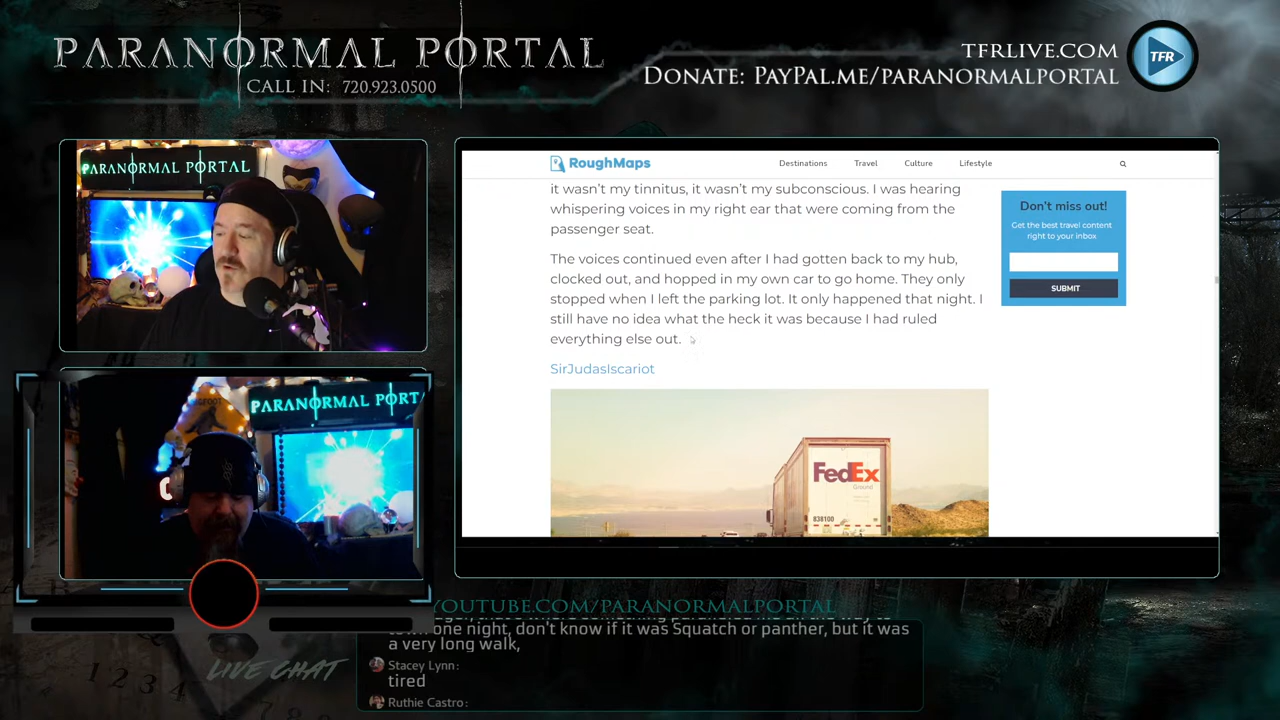 PARANORMAL PORTAL
CALL IN: 720.923.0500
TFRLIVE.COM
DONATE: PAYPAL.ME/PARANORMALPORTAL
TFR
PARANORMAL PORTAL
PARANORMAL PORT
RoughMaps
Destinations Travel Culture Lifestyle
it wasn't my tinnitus, it wasn't my subconscious. I was hearing
whispering voices in my right ear that were coming from the
passenger seat.
The voices continued even after I had gotten back to my hub,
clocked out, and hopped in my own car to go home. They only
stopped when I left the parking lot. It only happened that night. I
still have no idea what the heck it was because I had ruled
everything else out.
SirJudasIscariot
FedEx
Ground
838100
Don't miss out!
Get the best travel content
right to your inbox
SUBMIT
YOUTUBE.COM/PARANORMALPORTAL
town one night, don't know if it was Squatch or panther, but it was
a very long walk,
Stacey Lynn:
tired
Ruthie Castro:
LIVE CHAT
1 2 3 4